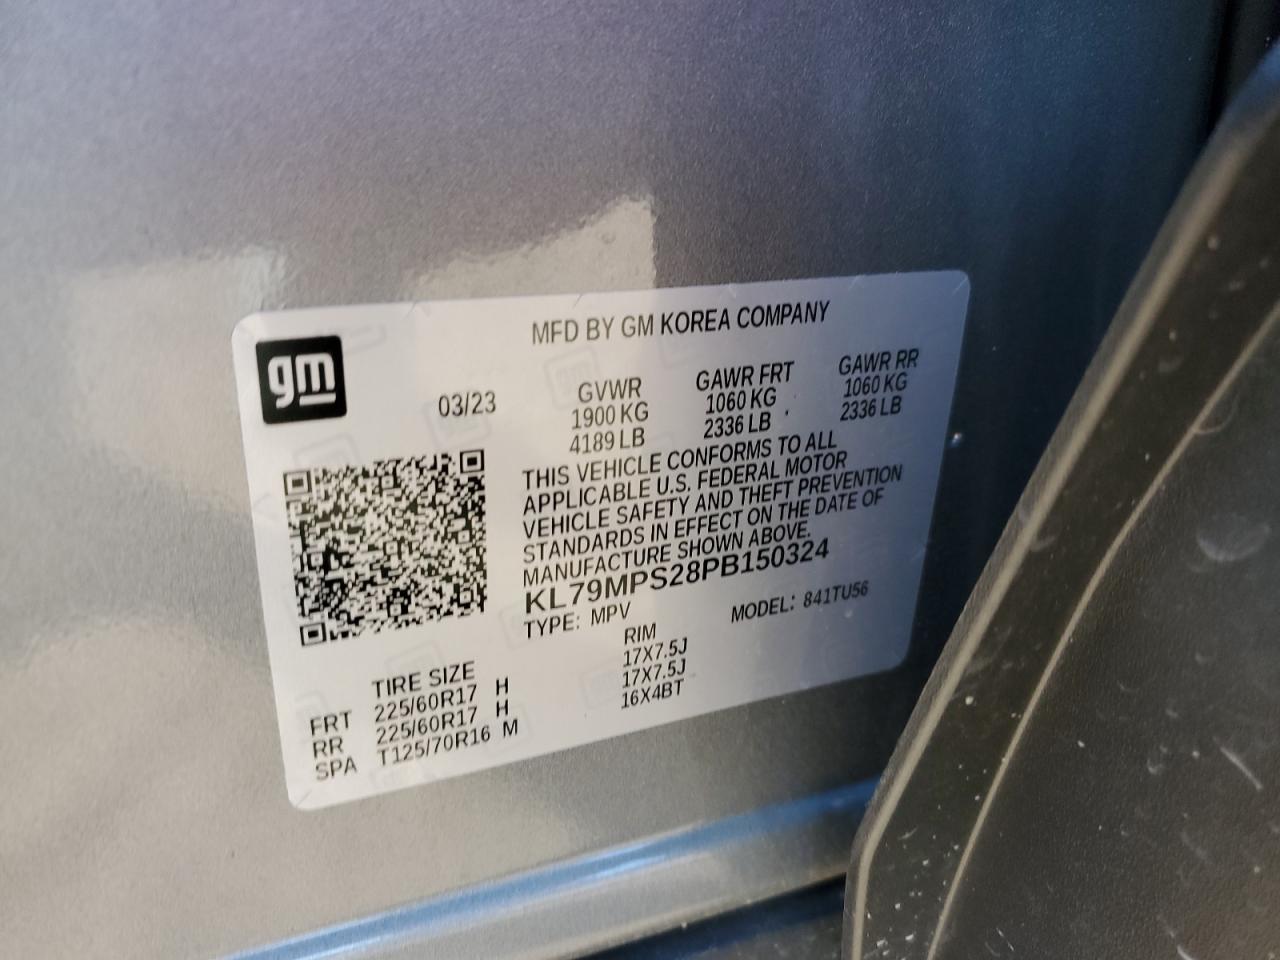 MFD BY GM KOREA COMPANY
gm
03/23
GVWR GAWR FRT GAWR RR
1900 KG 1060 KG 1060 KG
4189 LB 2336 LB 2336 LB
THIS VEHICLE CONFORMS TO ALL
APPLICABLE U.S. FEDERAL MOTOR
VEHICLE SAFETY AND THEFT PREVENTION
STANDARDS IN EFFECT ON THE DATE OF
MANUFACTURE SHOWN ABOVE.
KL79MPS28PB150324
TYPE: MPV MODEL: 841TU56
TIRE SIZE RIM
FRT 225/60R17 H 17X7.5J
RR 225/60R17 H 17X7.5J
SPA T125/70R16 M 16X4BT